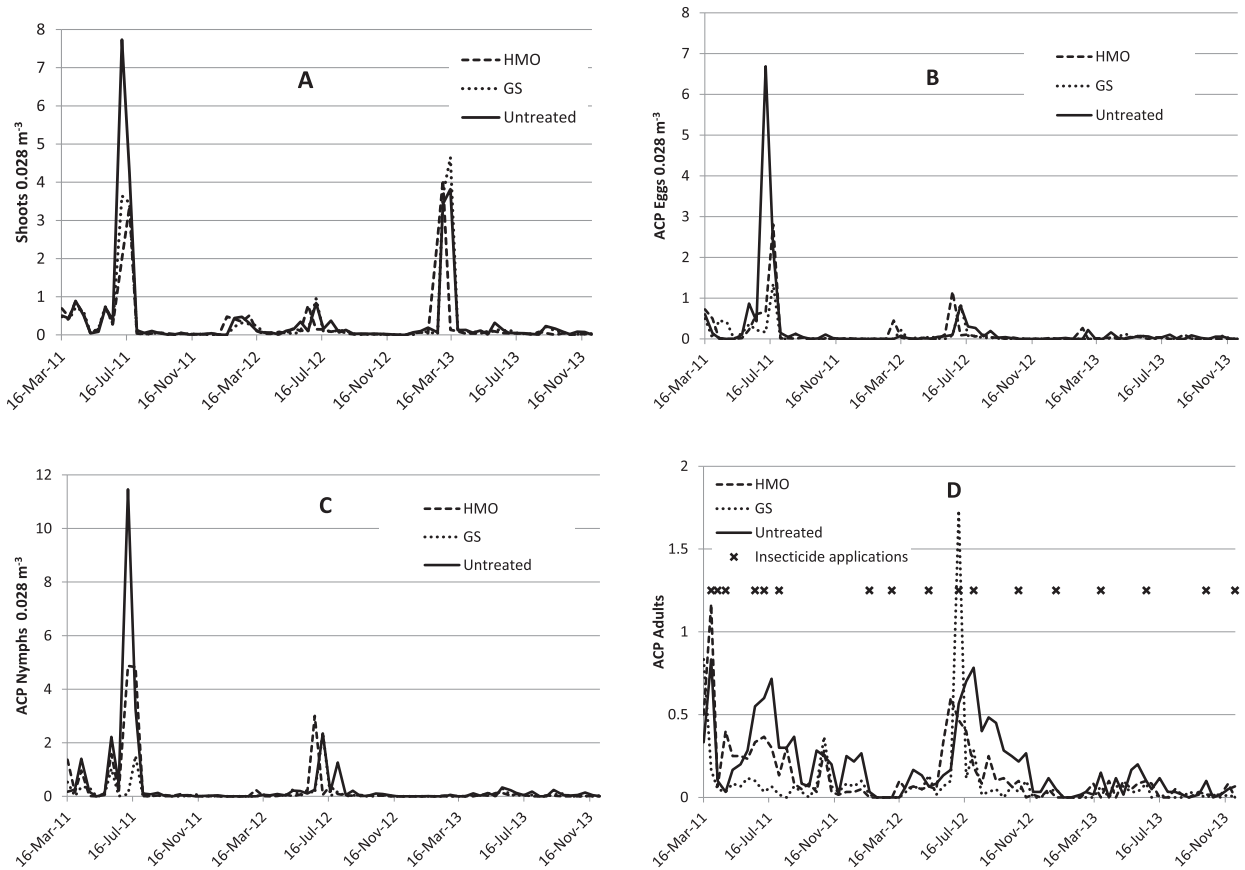 8
7
6
5
4
3
2
1
0
Shoots 0.028 m⁻³
A
HMO
GS
Untreated
16-Mar-11
16-Jul-11
16-Nov-11
16-Mar-12
16-Jul-12
16-Nov-12
16-Mar-13
16-Jul-13
16-Nov-13
8
7
6
5
4
3
2
1
0
ACP Eggs 0.028 m⁻³
B
HMO
GS
Untreated
16-Mar-11
16-Jul-11
16-Nov-11
16-Mar-12
16-Jul-12
16-Nov-12
16-Mar-13
16-Jul-13
16-Nov-13
12
10
8
6
4
2
0
ACP Nymphs 0.028 m⁻³
C
HMO
GS
Untreated
16-Mar-11
16-Jul-11
16-Nov-11
16-Mar-12
16-Jul-12
16-Nov-12
16-Mar-13
16-Jul-13
16-Nov-13
2
1.5
1
0.5
0
ACP Adults
D
HMO
GS
Untreated
Insecticide applications
16-Mar-11
16-Jul-11
16-Nov-11
16-Mar-12
16-Jul-12
16-Nov-12
16-Mar-13
16-Jul-13
16-Nov-13